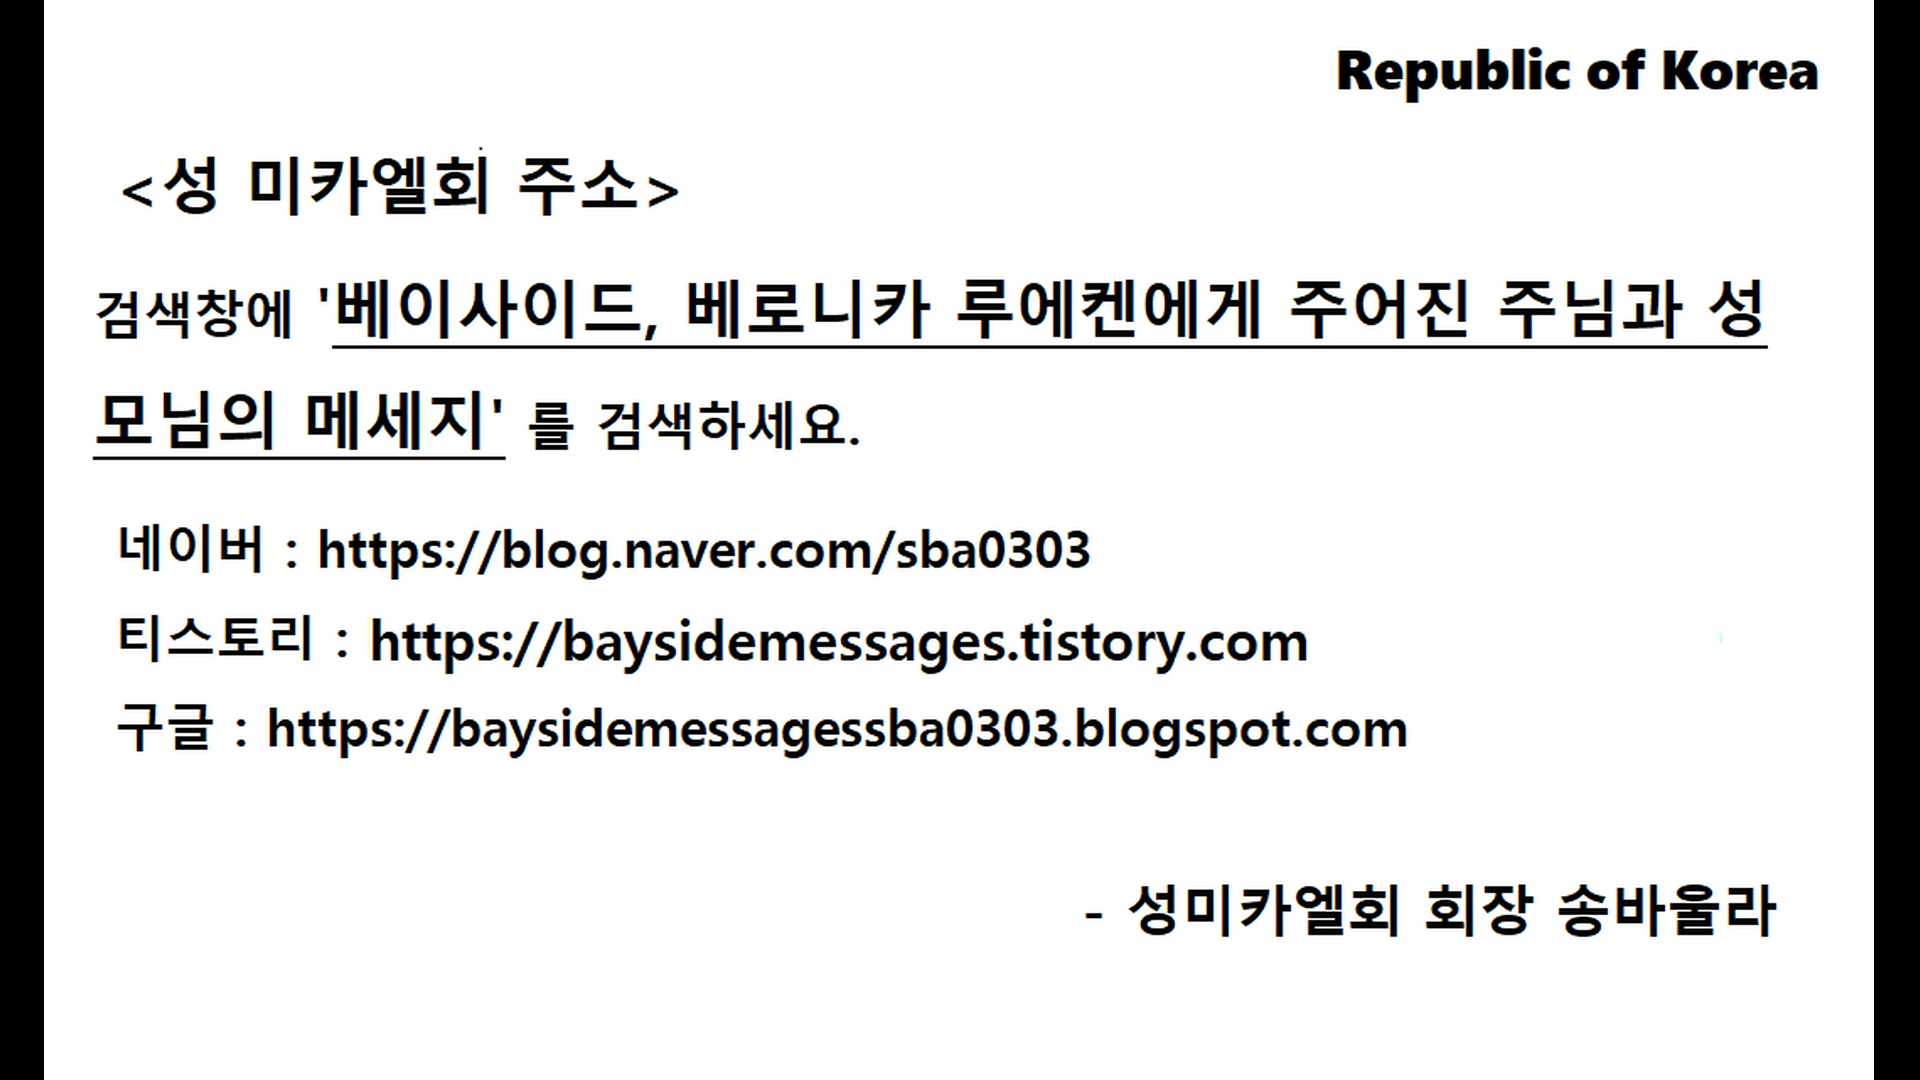 Republic of Korea
<성 미카엘회 주소>
검색창에 '베이사이드, 베로니카 루에켄에게 주어진 주님과 성
모님의 메세지' 를 검색하세요.
네이버 : https://blog.naver.com/sba0303
티스토리 : https://baysidemessages.tistory.com
구글 : https://baysidemessagessba0303.blogspot.com
- 성미카엘회 회장 송바울라